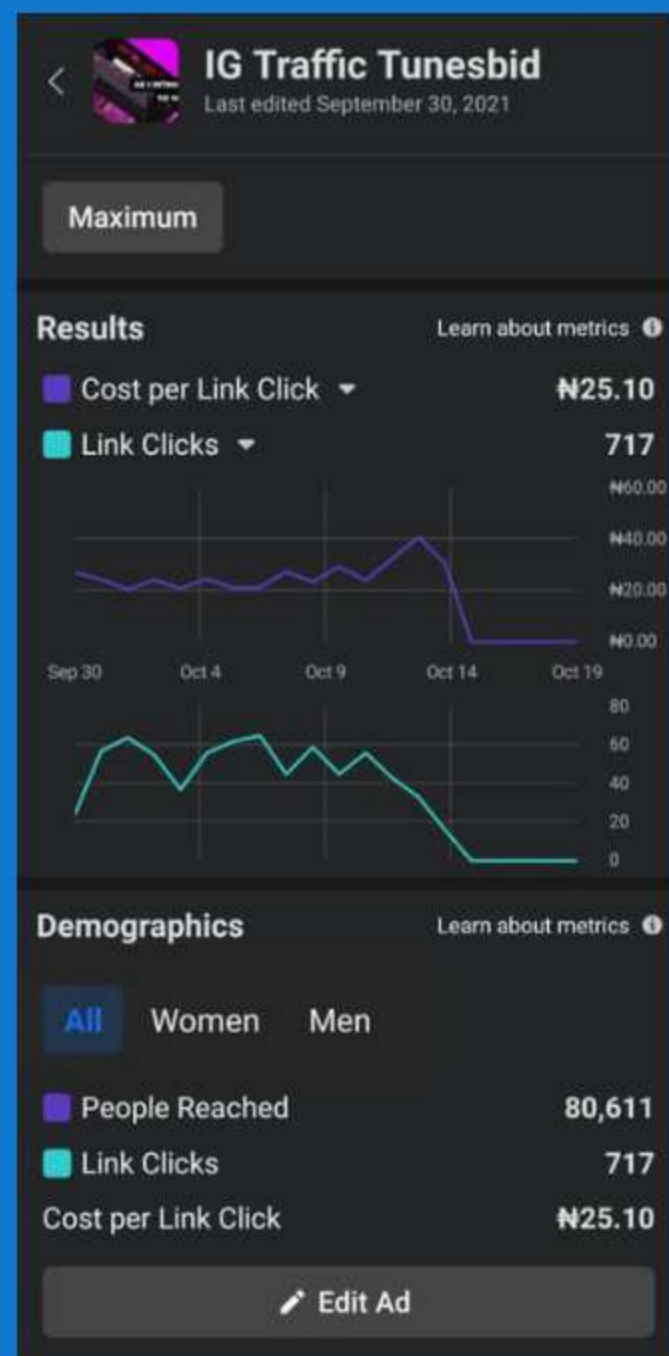 IG Traffic Tunesbid
Last edited September 30, 2021
Maximum
Results Learn about metrics
Cost per Link Click ₦25.10
Link Clicks 717
₦60.00
₦40.00
₦20.00
₦0.00
Sep 30 Oct 4 Oct 9 Oct 14 Oct 19
80
60
40
20
0
Demographics Learn about metrics
All Women Men
People Reached 80,611
Link Clicks 717
Cost per Link Click ₦25.10
Edit Ad